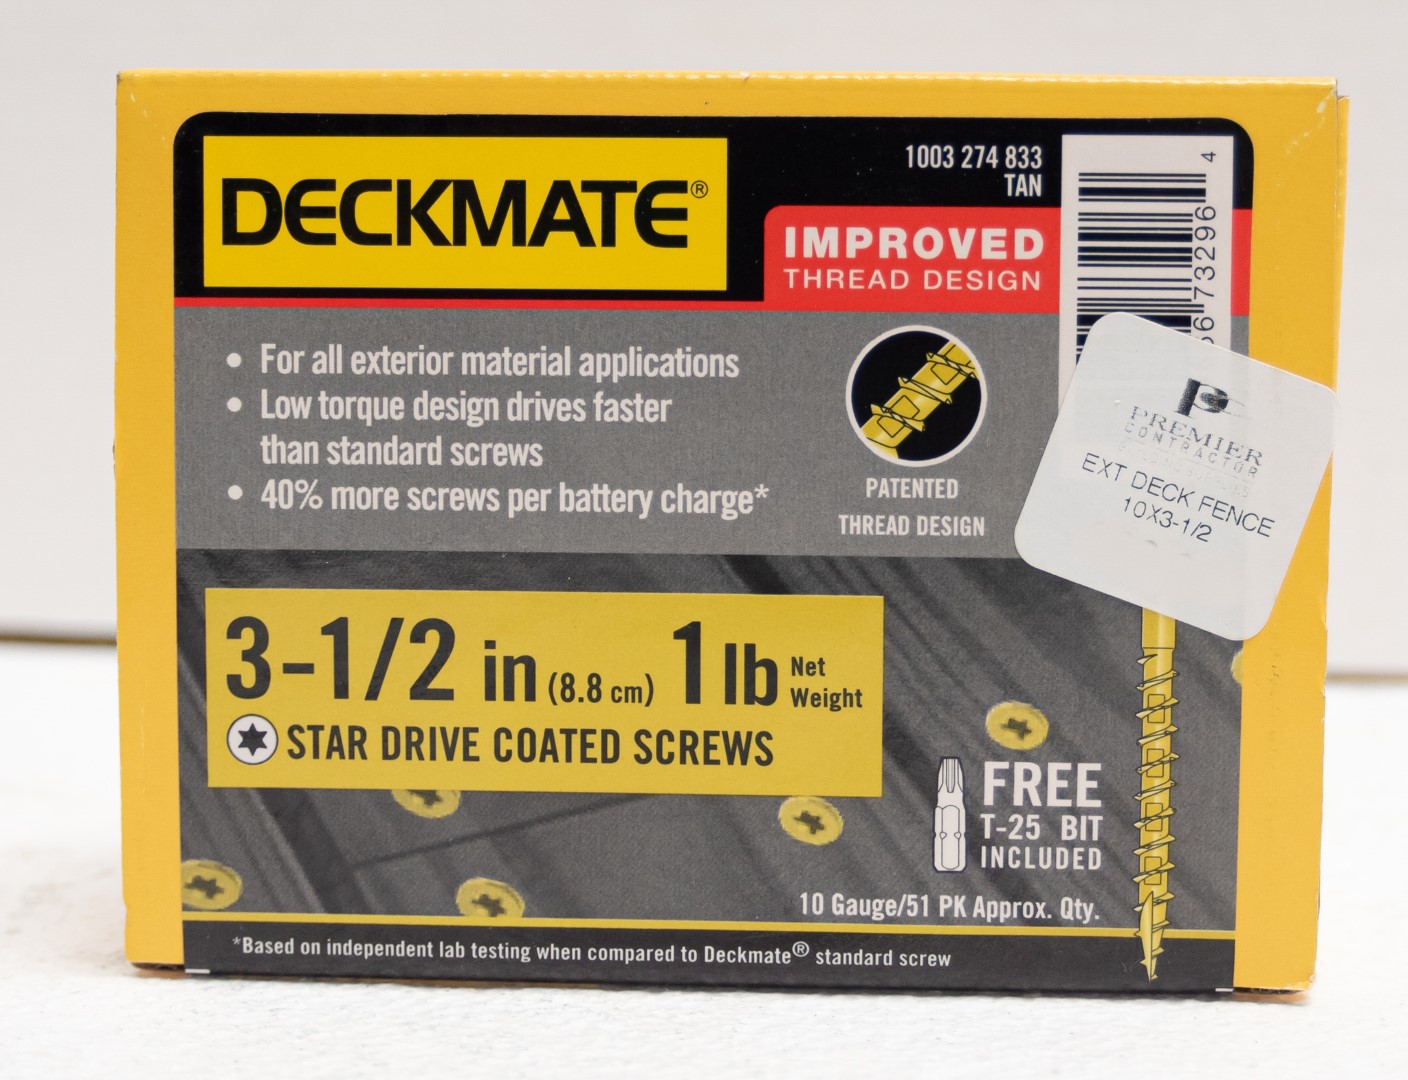 DECKMATE®
1003 274 833
TAN
IMPROVED
THREAD DESIGN
6 73296 4
• For all exterior material applications
• Low torque design drives faster
than standard screws
• 40% more screws per battery charge*
PATENTED
THREAD DESIGN
P
PREMIER
CONTRACTOR
EXT DECK FENCE
10X3-1/2
3-1/2 in (8.8 cm) 1 lb Net Weight
STAR DRIVE COATED SCREWS
FREE
T-25 BIT
INCLUDED
10 Gauge/51 PK Approx. Qty.
*Based on independent lab testing when compared to Deckmate® standard screw